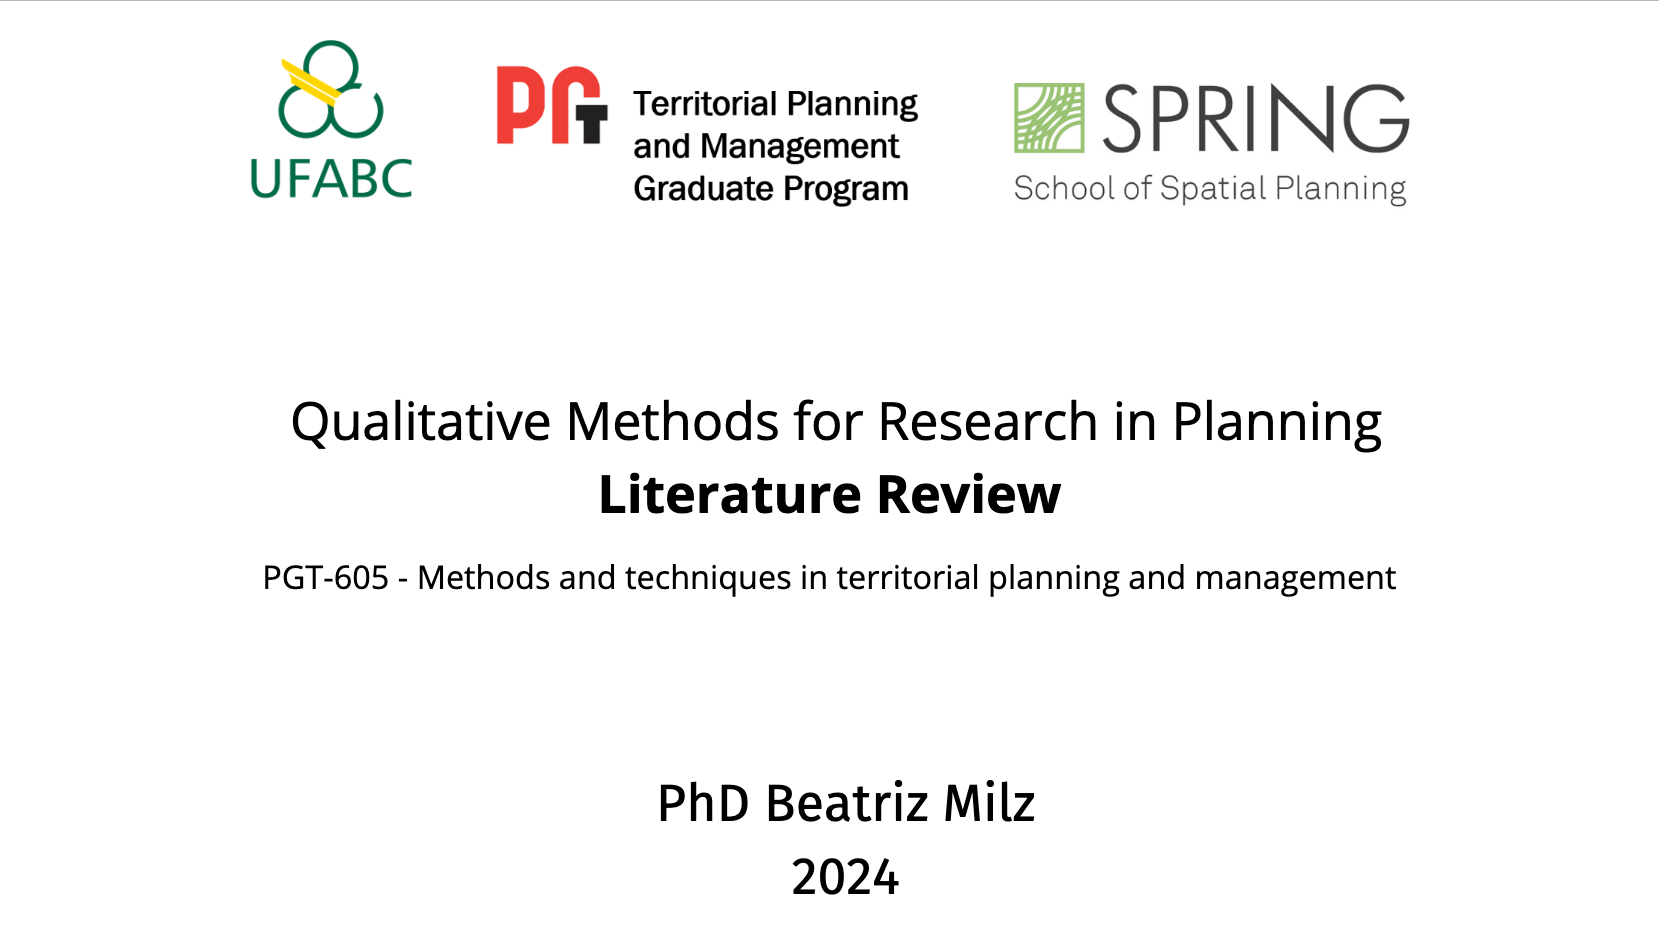 UFABC
PGT
Territorial Planning
and Management
Graduate Program
SPRING
School of Spatial Planning
Qualitative Methods for Research in Planning
Literature Review
PGT-605 - Methods and techniques in territorial planning and management
PhD Beatriz Milz
2024